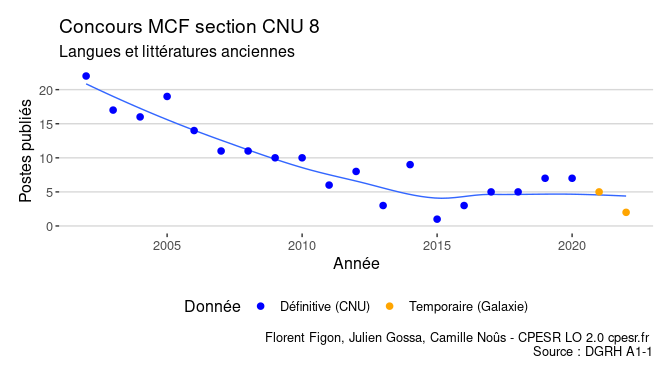 Concours MCF section CNU 8
Langues et littératures anciennes
Postes publiés
20
15
10
5
0
2005 2010 2015 2020
Année
Donnée Définitive (CNU) Temporaire (Galaxie)
Florent Figon, Julien Gossa, Camille Noûs - CPESR LO 2.0 cpesr.fr
Source : DGRH A1-1